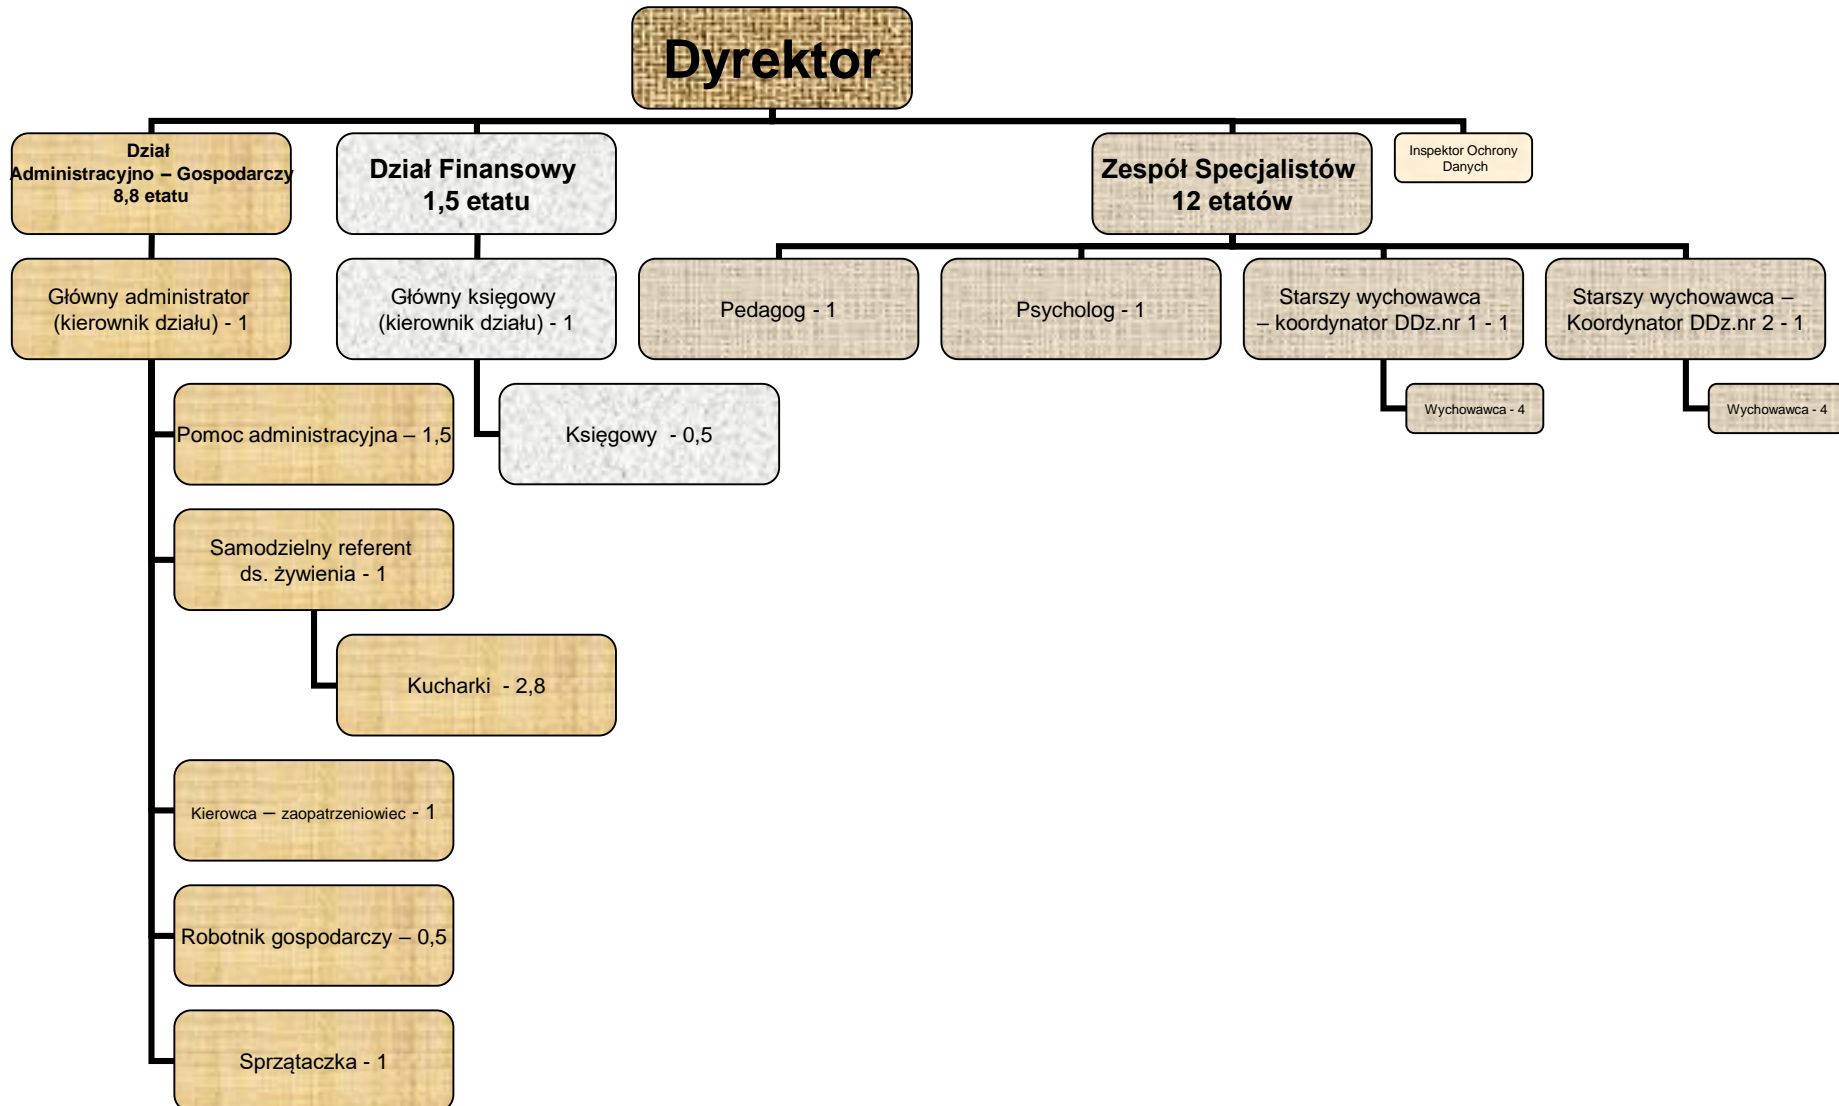 Dyrektor
Dział
Administracyjno – Gospodarczy
8,8 etatu
Dział Finansowy
1,5 etatu
Zespół Specjalistów
12 etatów
Inspektor Ochrony
Danych
Główny administrator
(kierownik działu) - 1
Główny księgowy
(kierownik działu) - 1
Pedagog - 1
Psycholog - 1
Starszy wychowawca
– koordynator DDz.nr 1 - 1
Starszy wychowawca –
Koordynator DDz.nr 2 - 1
Pomoc administracyjna – 1,5
Księgowy - 0,5
Wychowawca - 4
Wychowawca - 4
Samodzielny referent
ds. żywienia - 1
Kucharki - 2,8
Kierowca – zaopatrzeniowiec - 1
Robotnik gospodarczy – 0,5
Sprzątaczka - 1